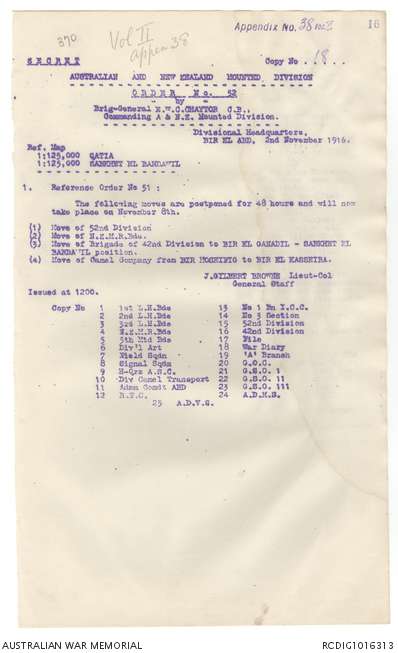 Appendix No. 38 Vol II
16
370
Vol II
appen 38
SECRET
Copy No 18.
AUSTRALIAN AND NEW ZEALAND MOUNTED DIVISION
ORDER No. 52
by
Brig-General E.W.C.CHAYTOR C.B.,
Commanding A & N.Z. Mounted Division.
Divisional Headquarters,
BIR EL ABD, 2nd November 1916.
Ref. Map
1:125,000 QATIA
1:125,000 SABKHET EL BARDAWIL
1. Reference Order No 51 :
The following moves are postponed for 48 hours and will now
take place on November 8th.
(1) Move of 52nd Division
(2) Move of N.Z.M.R.Bde.
(3) Move of Brigade of 42nd Division to BIR EL GANADIL - SABKHET EL
BARDAWIL position.
(4) Move of Camel Company from BIR MOSEIFIG to BIR EL KASSEIBA.
J.GILBERT BROWNE Lieut-Col
General Staff
Issued at 1200.
Copy No 1 1st L.H.Bde
2 2nd L.H.Bde
3 3rd L.H.Bde
4 N.Z.M.R.Bde
5 5th Mtd Bde
6 Div'l Art
7 Field Sqdn
8 Signal Sqdn
9 H-Qrs A.S.C.
10 Div Camel Transport
11 Admn Comdt ABD
12 R.T.C.
13 No 1 Bn I.C.C.
14 No 3 Section
15 52nd Division
16 42nd Division
17 File
18 War Diary
19 'A' Branch
20 G.O.C.
21 G.S.O. 1
22 G.S.O. 11
23 G.S.O. 111
24 A.D.M.S.
25 A.D.V.S.
AUSTRALIAN WAR MEMORIAL
RCDIG1016313